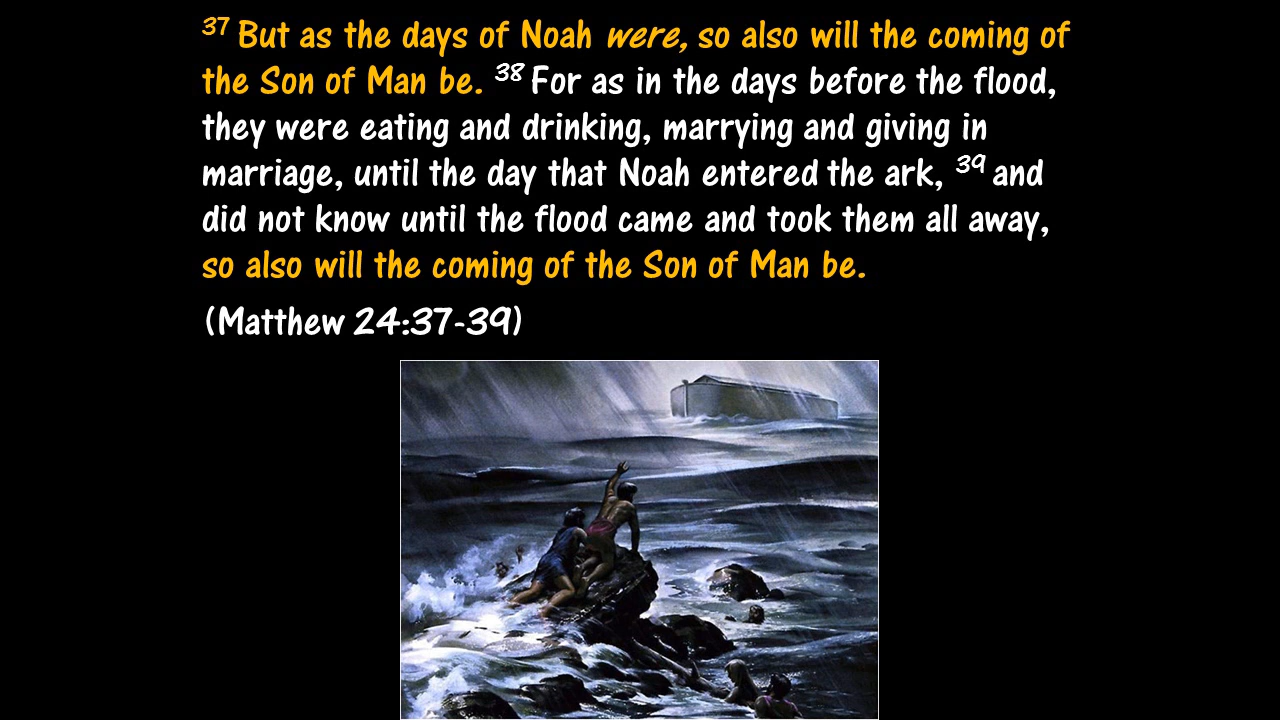 37 But as the days of Noah were, so also will the coming of
the Son of Man be. 38 For as in the days before the flood,
they were eating and drinking, marrying and giving in
marriage, until the day that Noah entered the ark, 39 and
did not know until the flood came and took them all away,
so also will the coming of the Son of Man be.
(Matthew 24:37-39)